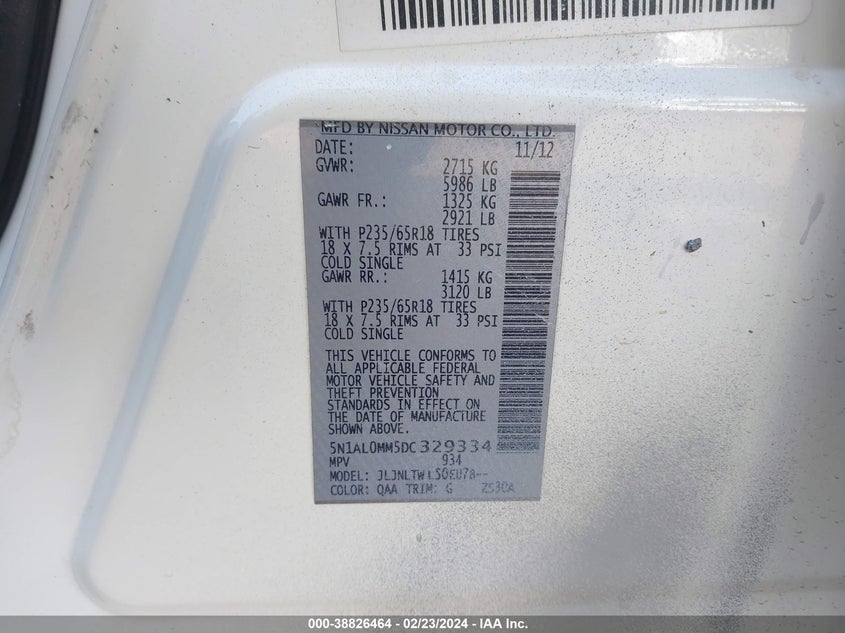 MFD BY NISSAN MOTOR CO., LTD.
DATE: 11/12
GVWR: 2715 KG
5986 LB
GAWR FR.: 1325 KG
2921 LB
WITH P235/65R18 TIRES
18 X 7.5 RIMS AT 33 PSI
COLD SINGLE
GAWR RR.: 1415 KG
3120 LB
WITH P235/65R18 TIRES
18 X 7.5 RIMS AT 33 PSI
COLD SINGLE
THIS VEHICLE CONFORMS TO
ALL APPLICABLE FEDERAL
MOTOR VEHICLE SAFETY AND
THEFT PREVENTION
STANDARDS IN EFFECT ON
THE DATE OF MANUFACTURE
SHOWN ABOVE.
5N1AL0MM5DC329334
MPV 934
MODEL:
COLOR: QAA TRIM: G ZS30A
000-38826464 - 02/23/2024 - IAA Inc.